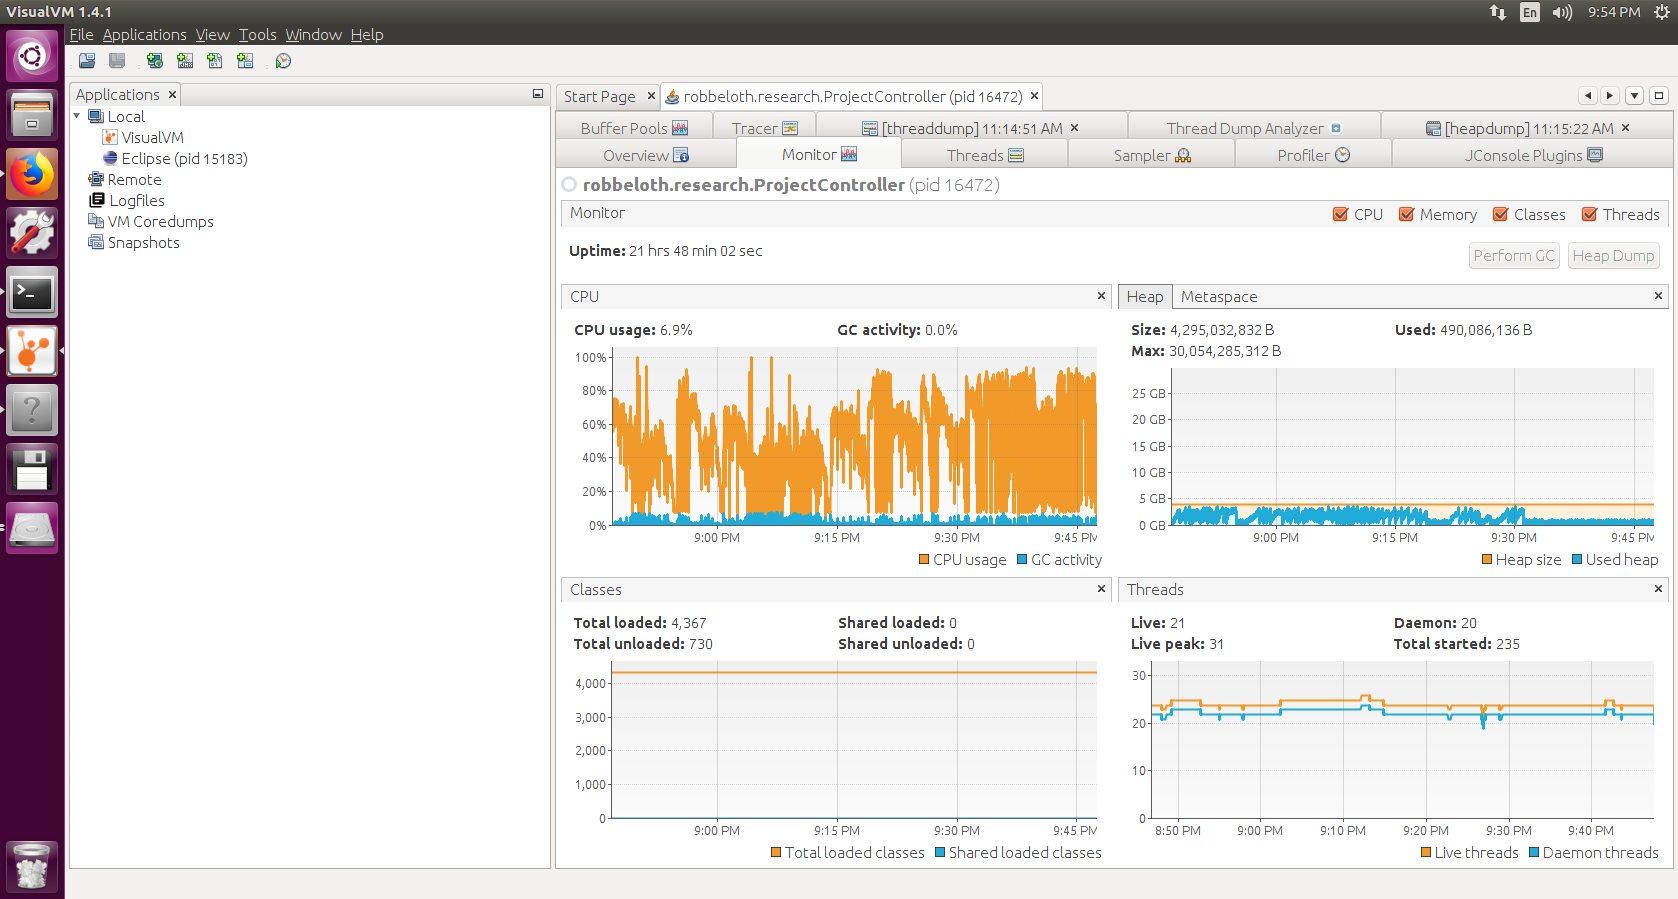 VisualVM 1.4.1
En
9:54 PM
File Applications View Tools Window Help
Applications
Local
VisualVM
Eclipse (pid 15183)
Remote
Logfiles
VM Coredumps
Snapshots
Start Page
robbeloth.research.ProjectController (pid 16472)
Buffer Pools
Tracer
[threaddump] 11:14:51 AM
Thread Dump Analyzer
[heapdump] 11:15:22 AM
Overview
Monitor
Threads
Sampler
Profiler
JConsole Plugins
robbeloth.research.ProjectController (pid 16472)
Monitor
CPU Memory Classes Threads
Uptime: 21 hrs 48 min 02 sec
Perform GC
Heap Dump
CPU
CPU usage: 6.9%
GC activity: 0.0%
100%
80%
60%
40%
20%
0%
9:00 PM 9:15 PM 9:30 PM 9:45 PM
CPU usage GC activity
Heap Metaspace
Size: 4,295,032,832 B
Used: 490,086,136 B
Max: 30,054,285,312 B
25 GB
20 GB
15 GB
10 GB
5 GB
0 GB
9:00 PM 9:15 PM 9:30 PM 9:45 PM
Heap size Used heap
Classes
Total loaded: 4,367
Shared loaded: 0
Total unloaded: 730
Shared unloaded: 0
4,000
3,000
2,000
1,000
0
9:00 PM 9:15 PM 9:30 PM 9:45 PM
Total loaded classes Shared loaded classes
Threads
Live: 21
Daemon: 20
Live peak: 31
Total started: 235
30
20
10
0
8:50 PM 9:00 PM 9:10 PM 9:20 PM 9:30 PM 9:40 PM
Live threads Daemon threads